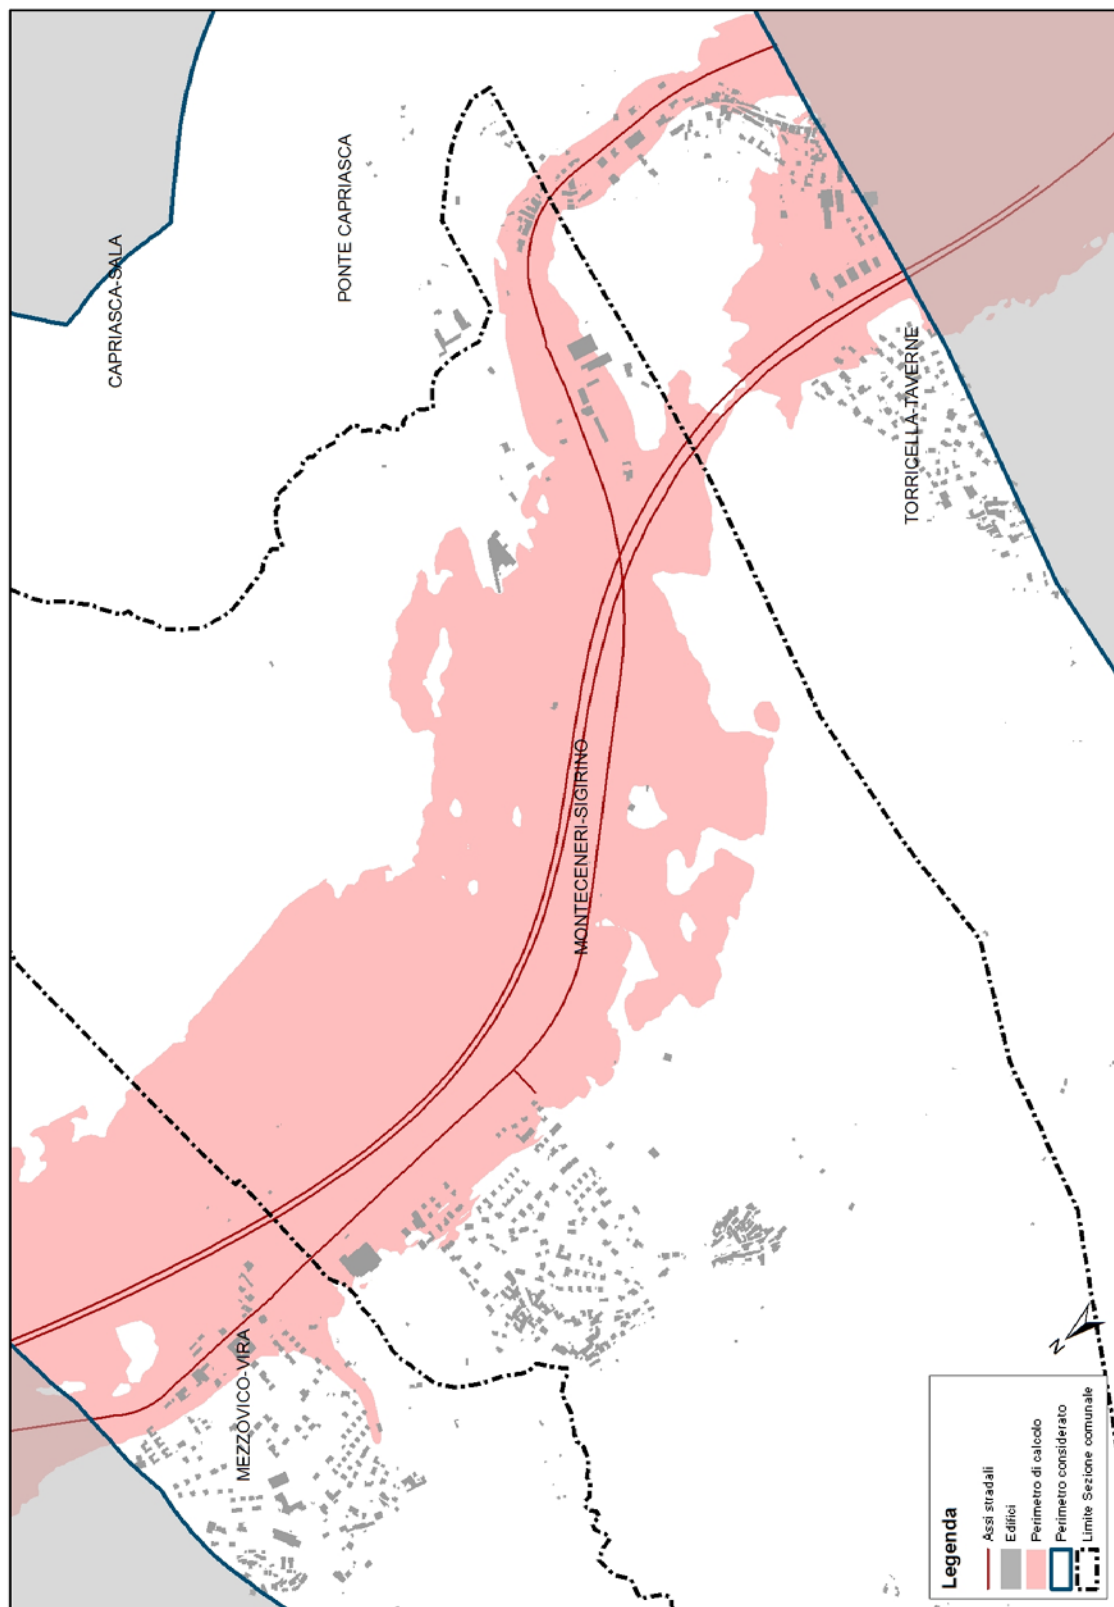 CAPRIASCA-SALA
PONTE CAPRIASCA
TORRICELLA-TAVERNE
MONTECENERI-SIGIRINO
MEZZOVICO-VIRA
N
Legenda
Assi stradali
Edifici
Perimetro di calcolo
Perimetro considerato
Limite Sezione comunale